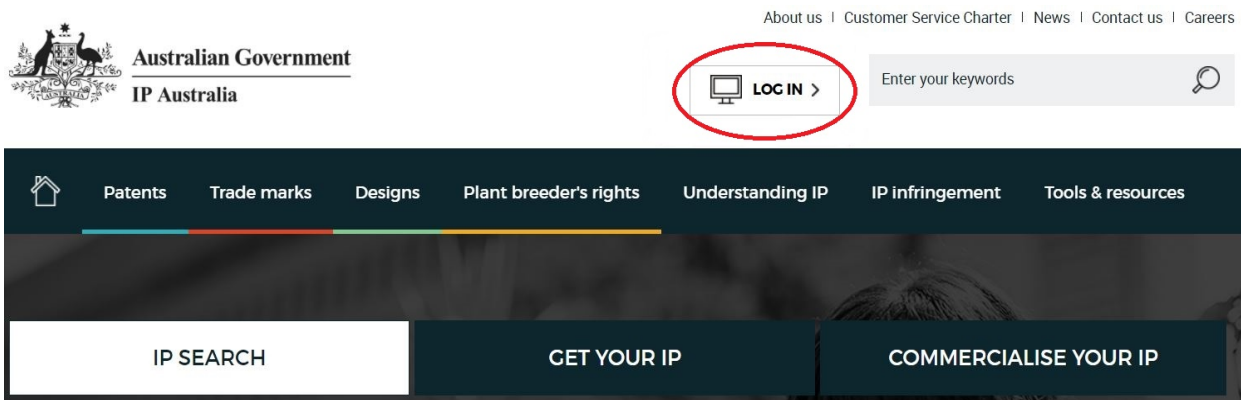 About us | Customer Service Charter | News | Contact us | Careers
Australian Government
IP Australia
AUSTRALIA
LOG IN >
Enter your keywords
Patents Trade marks Designs Plant breeder's rights Understanding IP IP infringement Tools & resources
IP SEARCH GET YOUR IP COMMERCIALISE YOUR IP